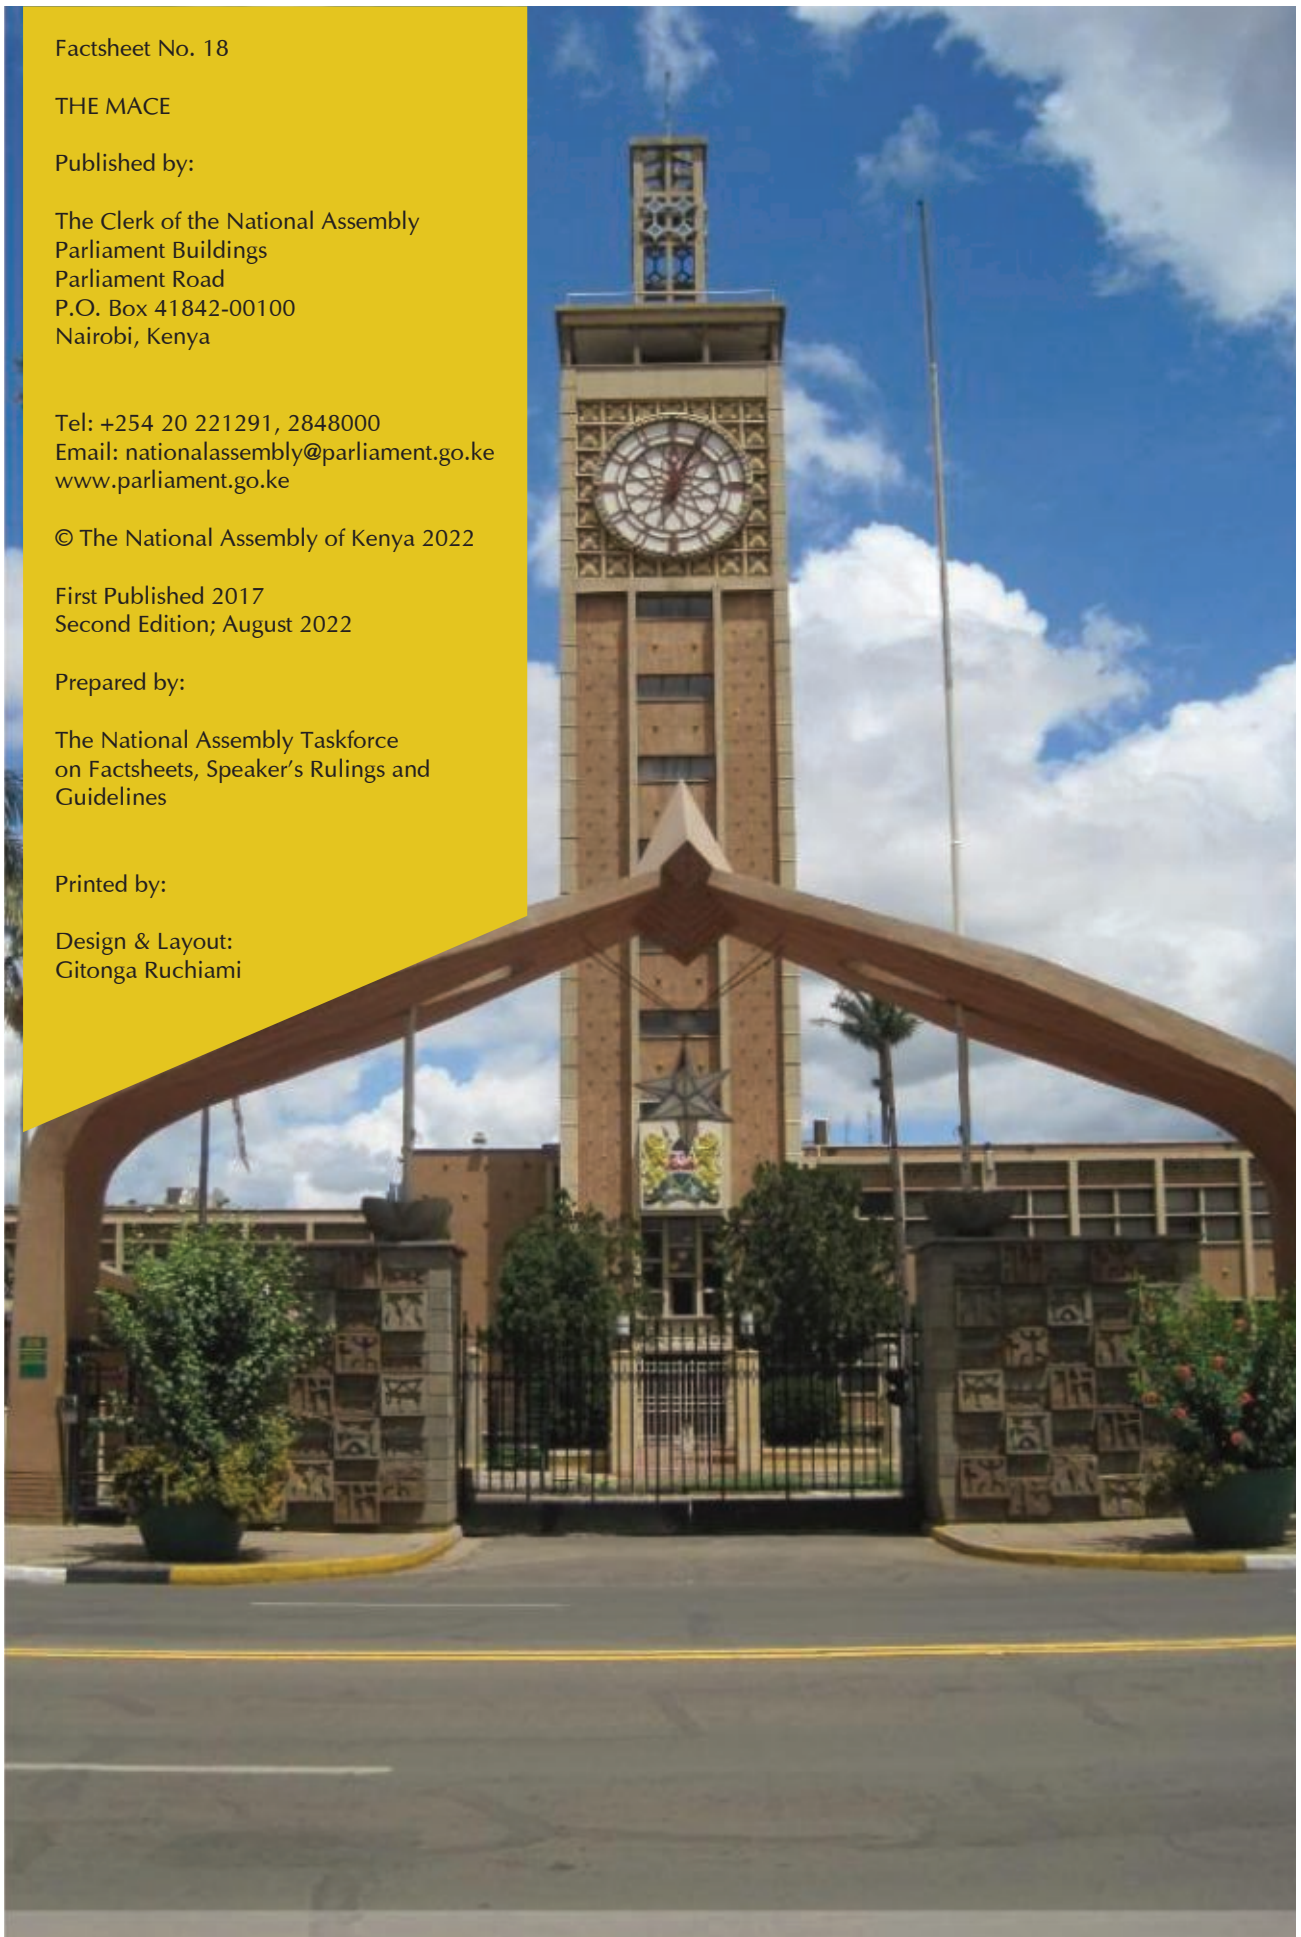 Factsheet No. 18
THE MACE
Published by:
The Clerk of the National Assembly
Parliament Buildings
Parliament Road
P.O. Box 41842-00100
Nairobi, Kenya
Tel: +254 20 221291, 2848000
Email: nationalassembly@parliament.go.ke
www.parliament.go.ke
© The National Assembly of Kenya 2022
First Published 2017
Second Edition; August 2022
Prepared by:
The National Assembly Taskforce
on Factsheets, Speaker’s Rulings and
Guidelines
Printed by:
Design & Layout:
Gitonga Ruchiami